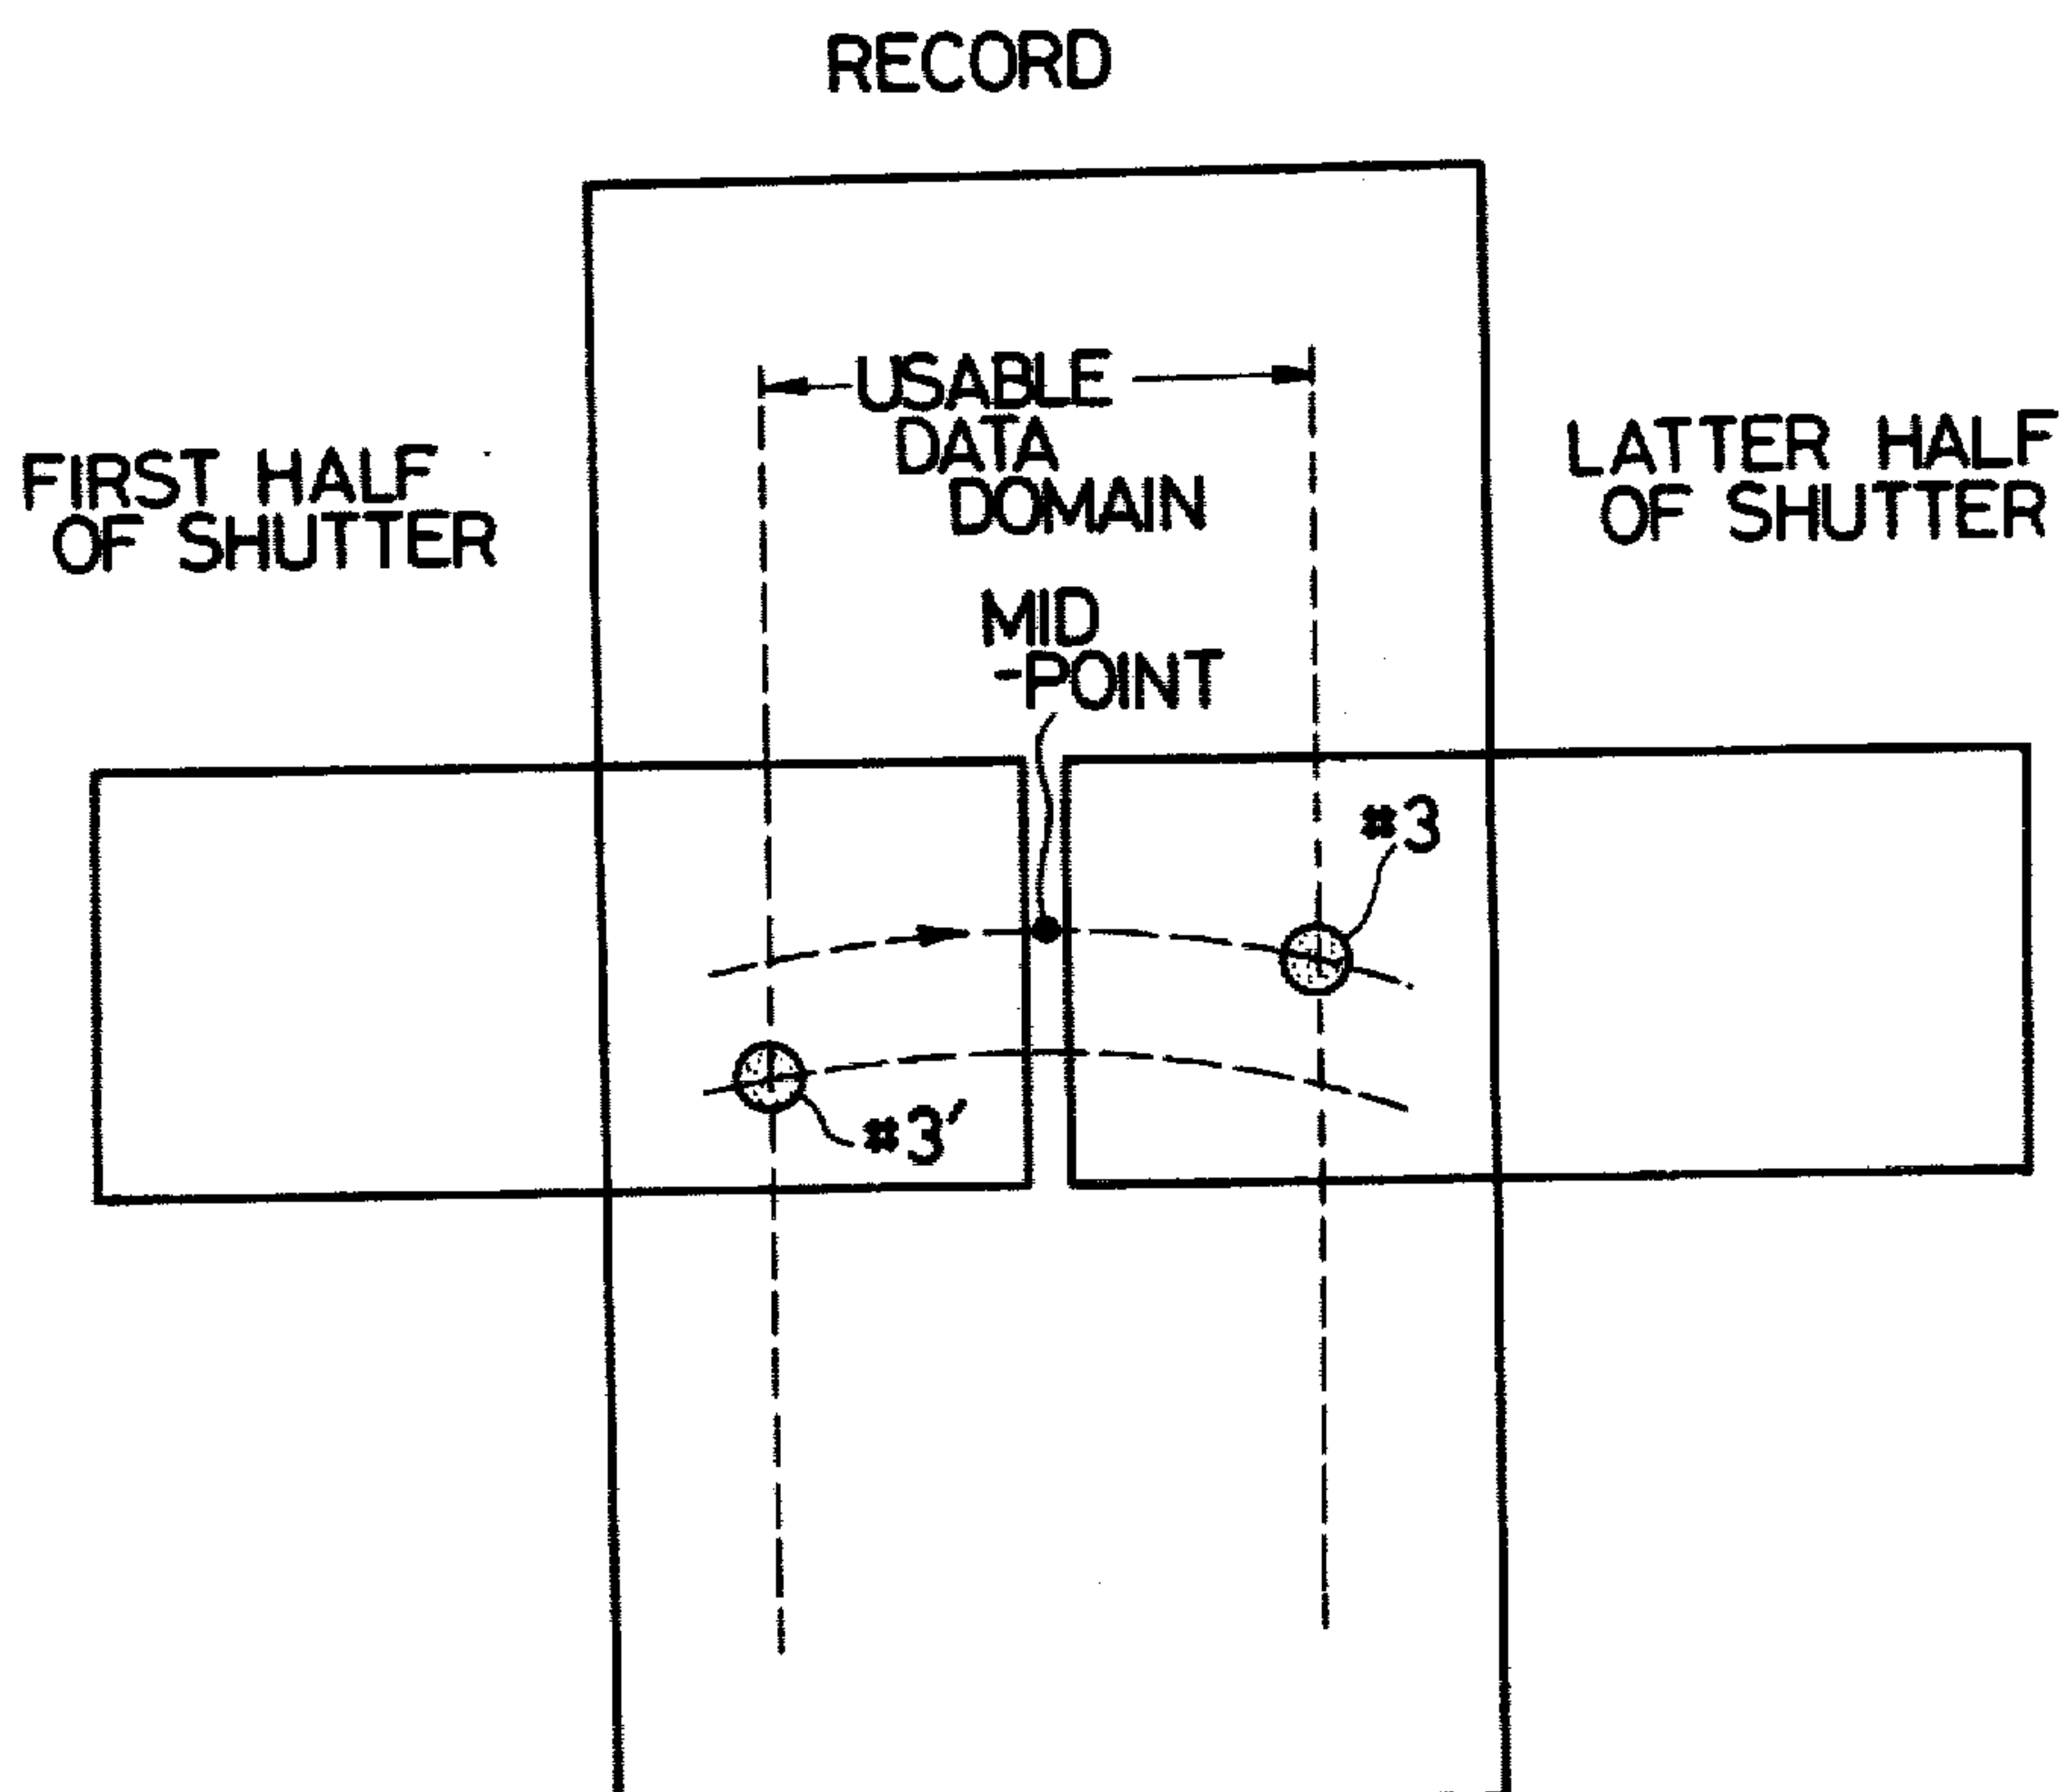 RECORD
USABLE
DATA
DOMAIN
FIRST HALF
OF SHUTTER
LATTER HALF
OF SHUTTER
MID
-POINT
#3
#3'